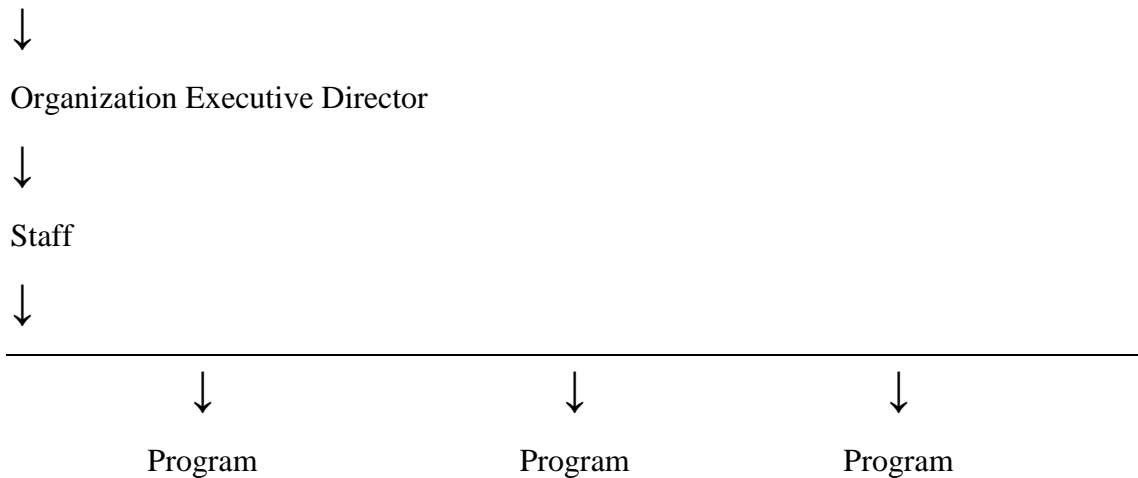 ↓
Organization Executive Director
↓
Staff
↓
↓ ↓ ↓
Program Program Program